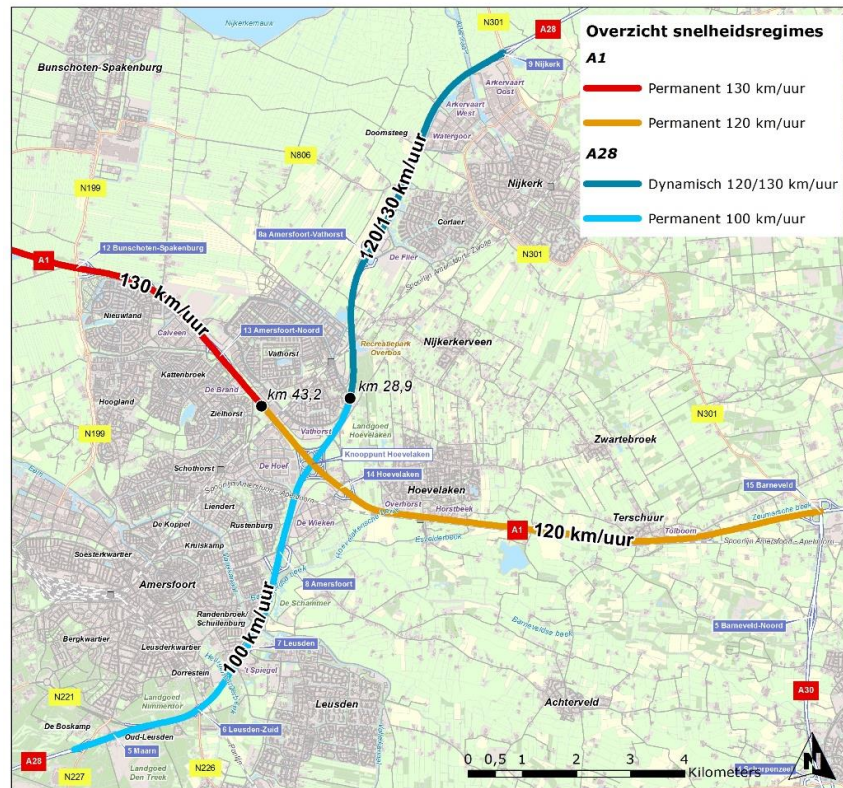 Overzicht snelheidsregimes
A1
Permanent 130 km/uur
Permanent 120 km/uur
A28
Dynamisch 120/130 km/uur
Permanent 100 km/uur
Nijkerkernauw
N301
A28
9 Nijkerk
Bunschoten-Spakenburg
Arkervaart
Oost
Arkervaart
West
Doornsteeg
Watergoor
N806
N199
Nijkerk
120/130 km/uur
Corlaer
8a Amersfoort-Vathorst
12 Bunschoten-Spakenburg
De Flier
N301
A1
130 km/uur
Nieuwland
Calveen
13 Amersfoort-Noord
Vathorst
Recreatiepark
Overbos
Nijkerkerveen
Kattenbroek
De Brand
km 43,2
km 28,9
Hoogland
Zielhorst
Landgoed
Hoevelaken
N301
N199
Vathorst
Zwartebroek
Knooppunt Hoevelaken
Schothorst
De Hoef
14 Hoevelaken
Hoevelaken
15 Barneveld
Liendert
Overhorst
Horstbeek
Terschuur
De Koppel
Rustenburg
De Wieken
A1
120 km/uur
Tolboom
Soesterkwartier
Kruiskamp
Esvelderbeek
Spoorlijn Amersfoort - Apeldoorn
Amersfoort
8 Amersfoort
De Schammer
100 km/uur
Randenbroek/
Schuilenburg
Barneveldse beek
5 Barneveld-Noord
Bergkwartier
Leusderkwartier
7 Leusden
't Spiegel
Dorrestein
A30
N221
Landgoed
Nimmerdor
Leusden
Achterveld
De Boskamp
Oud-Leusden
6 Leusden-Zuid
5 Maarn
A28
N227
Landgoed
Den Treek
N226
0 0,5 1 2 3 4
Kilometers
N